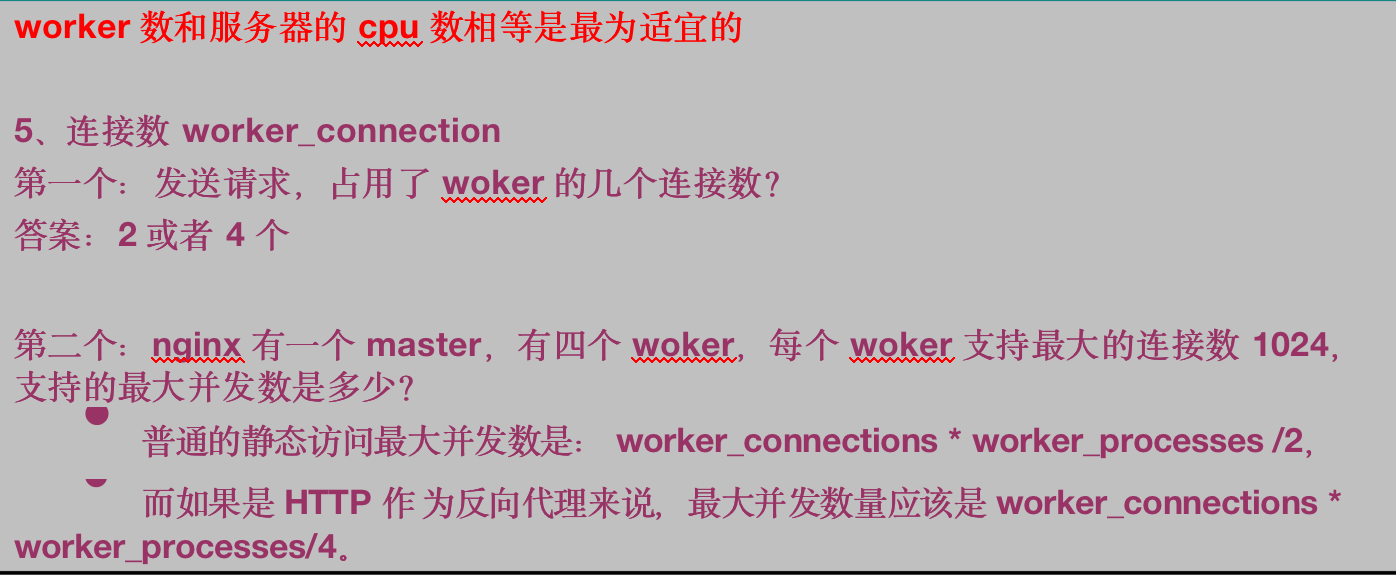 worker 数和服务器的 cpu 数相等是最为适宜的
5、连接数 worker_connection
第一个：发送请求，占用了 woker 的几个连接数？
答案：2 或者 4 个
第二个：nginx 有一个 master，有四个 woker，每个 woker 支持最大的连接数 1024，
支持的最大并发数是多少？
普通的静态访问最大并发数是： worker_connections * worker_processes /2，
而如果是 HTTP 作 为反向代理来说，最大并发数量应该是 worker_connections *
worker_processes/4。